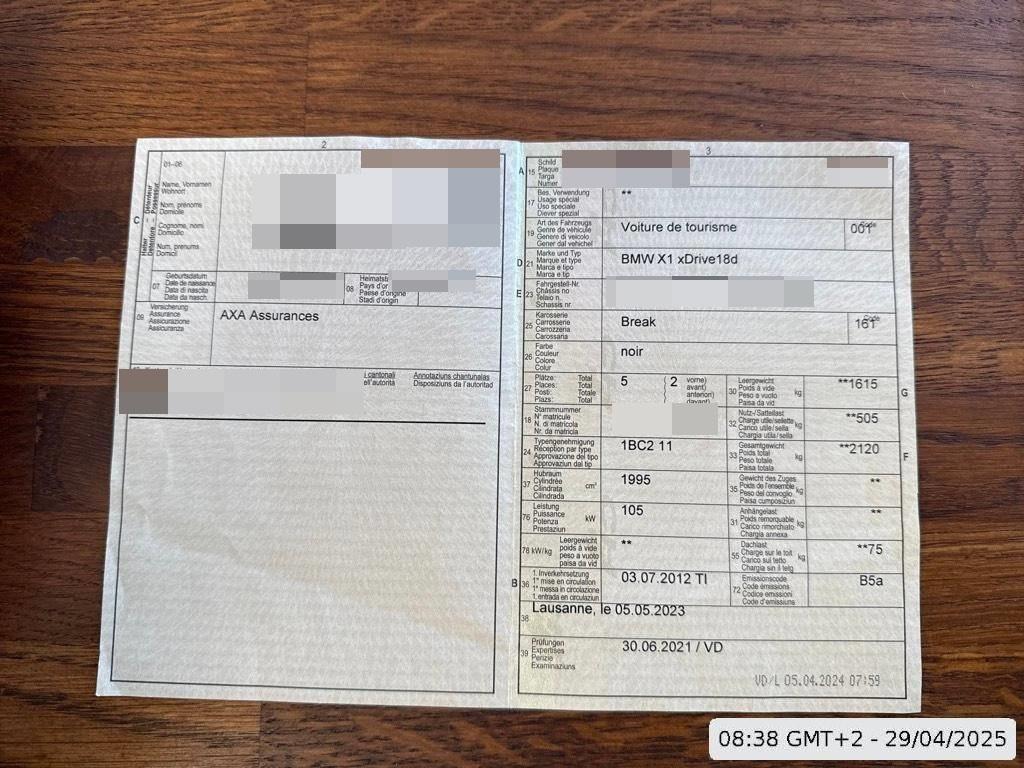 2
01–06
Name, Vornamen
Wohnort
Nom, prénoms
Domicile
Cognome, nomi
Domicilio
Num, prenums
Domicil
C
07
Geburtsdatum
Date de naissance
Data di nascita
Data da nasch.
08
Heimatst
Pays d'or
Paese d'origine
Stadi d'origin
09
Versicherung
Assurance
Assicurazione
Assicuranza
AXA Assurances
i cantonali
ell'autorità
Annotaziuns chantunalas
Disposiziuns da l'autoritad
3
A 15
Schild
Plaque
Targa
Numer
17
Bes. Verwendung
Usage spécial
Uso speciale
Diever spezial
**
19
Art des Fahrzeugs
Genre de véhicule
Genere di veicolo
Gener dal vehichel
Voiture de tourisme
Code
001
D 21
Marke und Typ
Marque et type
Marca e tipo
Marca e tip
BMW X1 xDrive18d
E 23
Fahrgestell-Nr.
Châssis no
Telaio n.
Schassis nr.
25
Karosserie
Carrosserie
Carrozzeria
Carossaria
Break
Code
161
26
Farbe
Couleur
Colore
Colur
noir
27
Plätze: Total
Places: Total
Posti: Totale
Plazs: Total
5 ( 2
vorne)
avant)
anteriori)
davant)
30
Leergewicht
Poids à vide
Peso a vuoto
Paisa da vid
kg
**1615
G
18
Stammnummer
N° matricule
N. di matricola
Nr. da matricla
32
Nutz-/Sattellast
Charge utile/sellette
Carico utile/sella
Chargia utila/sella
kg
**505
24
Typengenehmigung
Réception par type
Approvazione del tipo
Approvaziun dal tip
1BC2 11
33
Gesamtgewicht
Poids total
Peso totale
Paisa totala
kg
**2120
F
37
Hubraum
Cylindrée
Cilindrata
Cilindrada
cm³
1995
35
Gewicht des Zuges
Poids de l'ensemble
Peso del convoglio
Paisa cumposiziun
kg
**
76
Leistung
Puissance
Potenza
Prestaziun
kW
105
31
Anhängelast
Poids remorquable
Carico rimorchiato
Chargia annexa
kg
**
78 kW/kg
Leergewicht
poids à vide
peso a vuoto
paisa da vid
**
55
Dachlast
Charge sur le toit
Carico sul tetto
Chargia sin il tetg
kg
**75
B 36
1. Inverkehrsetzung
1re mise en circulation
1a messa in circolazione
1. entrada en circulaziun
03.07.2012 TI
72
Emissionscode
Code émissions
Codice emissioni
Code d'emissiuns
B5a
38
Lausanne, le 05.05.2023
39
Prüfungen
Expertises
Perizie
Examinaziuns
30.06.2021 / VD
VD/L 05.04.2024 07:59
08:38 GMT+2 - 29/04/2025